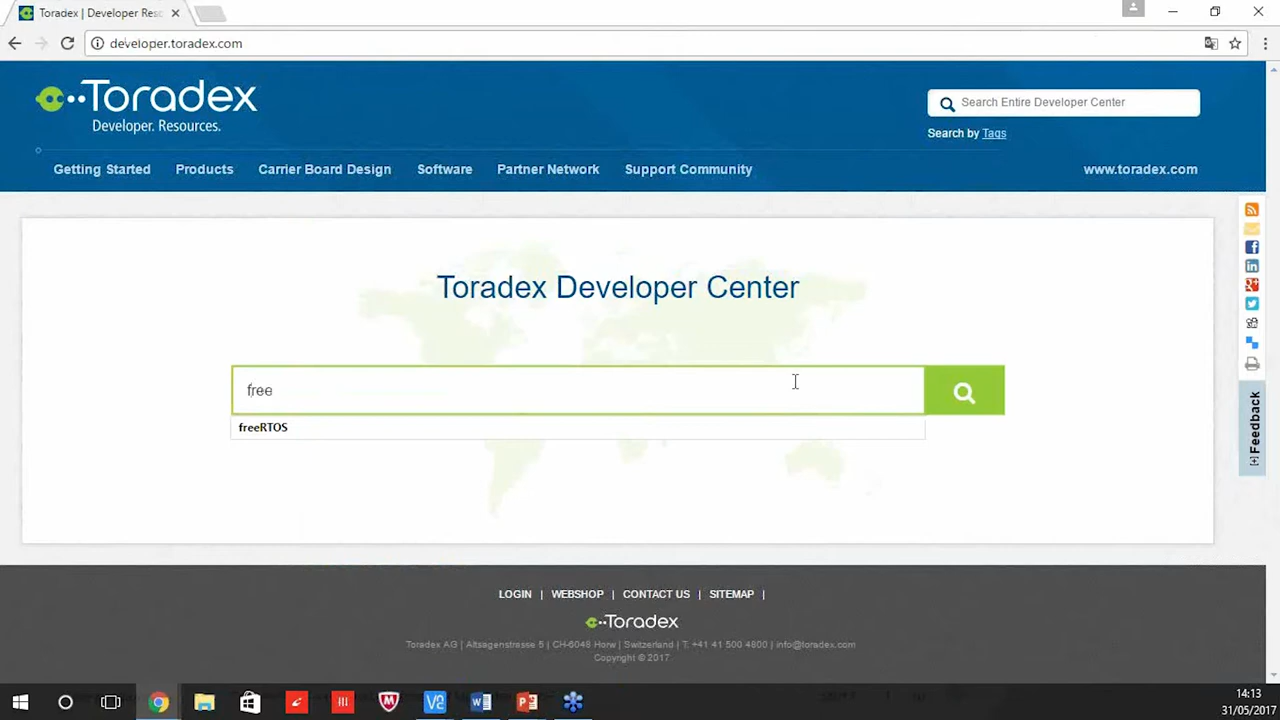 Toradex | Developer Res
developer.toradex.com
Toradex
Developer. Resources.
Search Entire Developer Center
Search by Tags
Getting Started Products Carrier Board Design Software Partner Network Support Community www.toradex.com
Toradex Developer Center
free
freeRTOS
[+] Feedback
LOGIN | WEBSHOP | CONTACT US | SITEMAP |
Toradex
Toradex AG | Altsagenstrasse 5 | CH-6048 Horw | Switzerland | T: +41 41 500 4800 | info@toradex.com
Copyright © 2017
14:13
31/05/2017